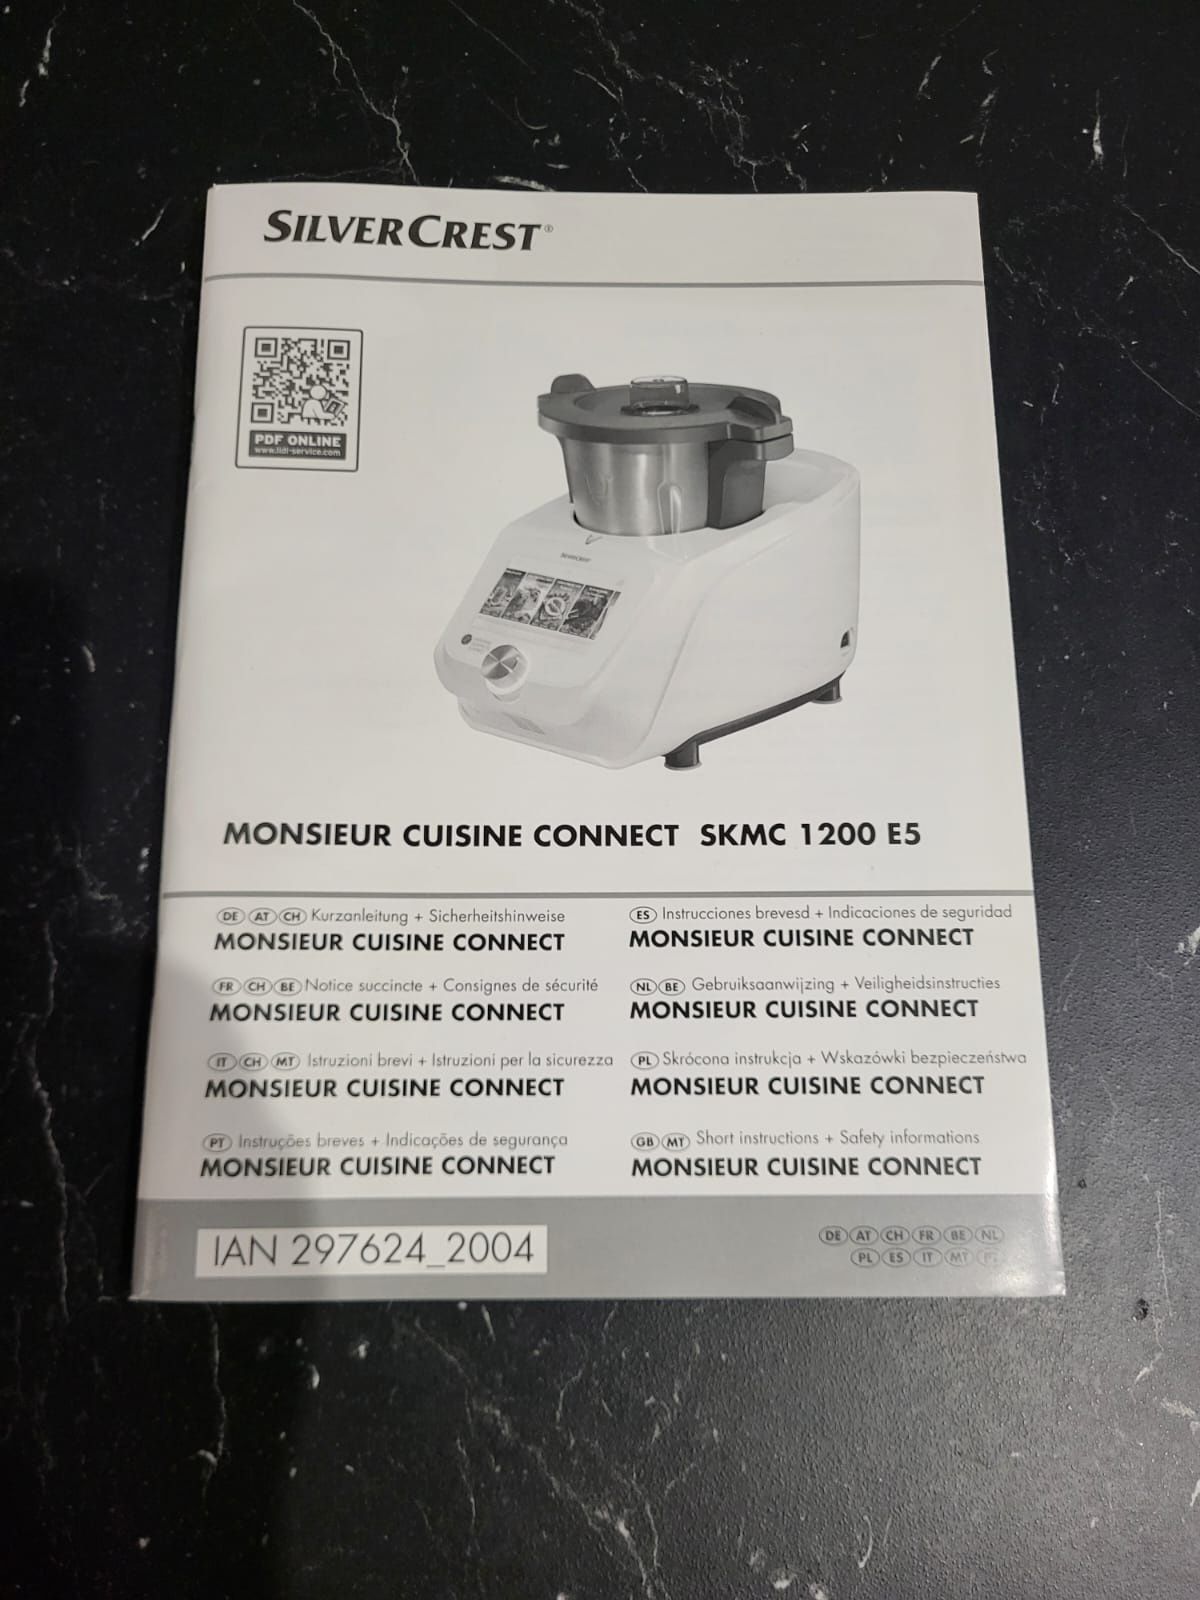 SILVERCREST®
PDF ONLINE
www.lidl-service.com
SILVERCREST
MONSIEUR CUISINE CONNECT SKMC 1200 E5
DE AT CH Kurzanleitung + Sicherheitshinweise
MONSIEUR CUISINE CONNECT
FR CH BE Notice succincte + Consignes de sécurité
MONSIEUR CUISINE CONNECT
IT CH MT Istruzioni brevi + Istruzioni per la sicurezza
MONSIEUR CUISINE CONNECT
PT Instruções breves + Indicações de segurança
MONSIEUR CUISINE CONNECT
ES Instrucciones brevesd + Indicaciones de seguridad
MONSIEUR CUISINE CONNECT
NL BE Gebruiksaanwijzing + Veiligheidsinstructies
MONSIEUR CUISINE CONNECT
PL Skrócona instrukcja + Wskazówki bezpieczeństwa
MONSIEUR CUISINE CONNECT
GB MT Short instructions + Safety informations
MONSIEUR CUISINE CONNECT
IAN 297624_2004
DE AT CH FR BE NL
PL ES IT MT PT